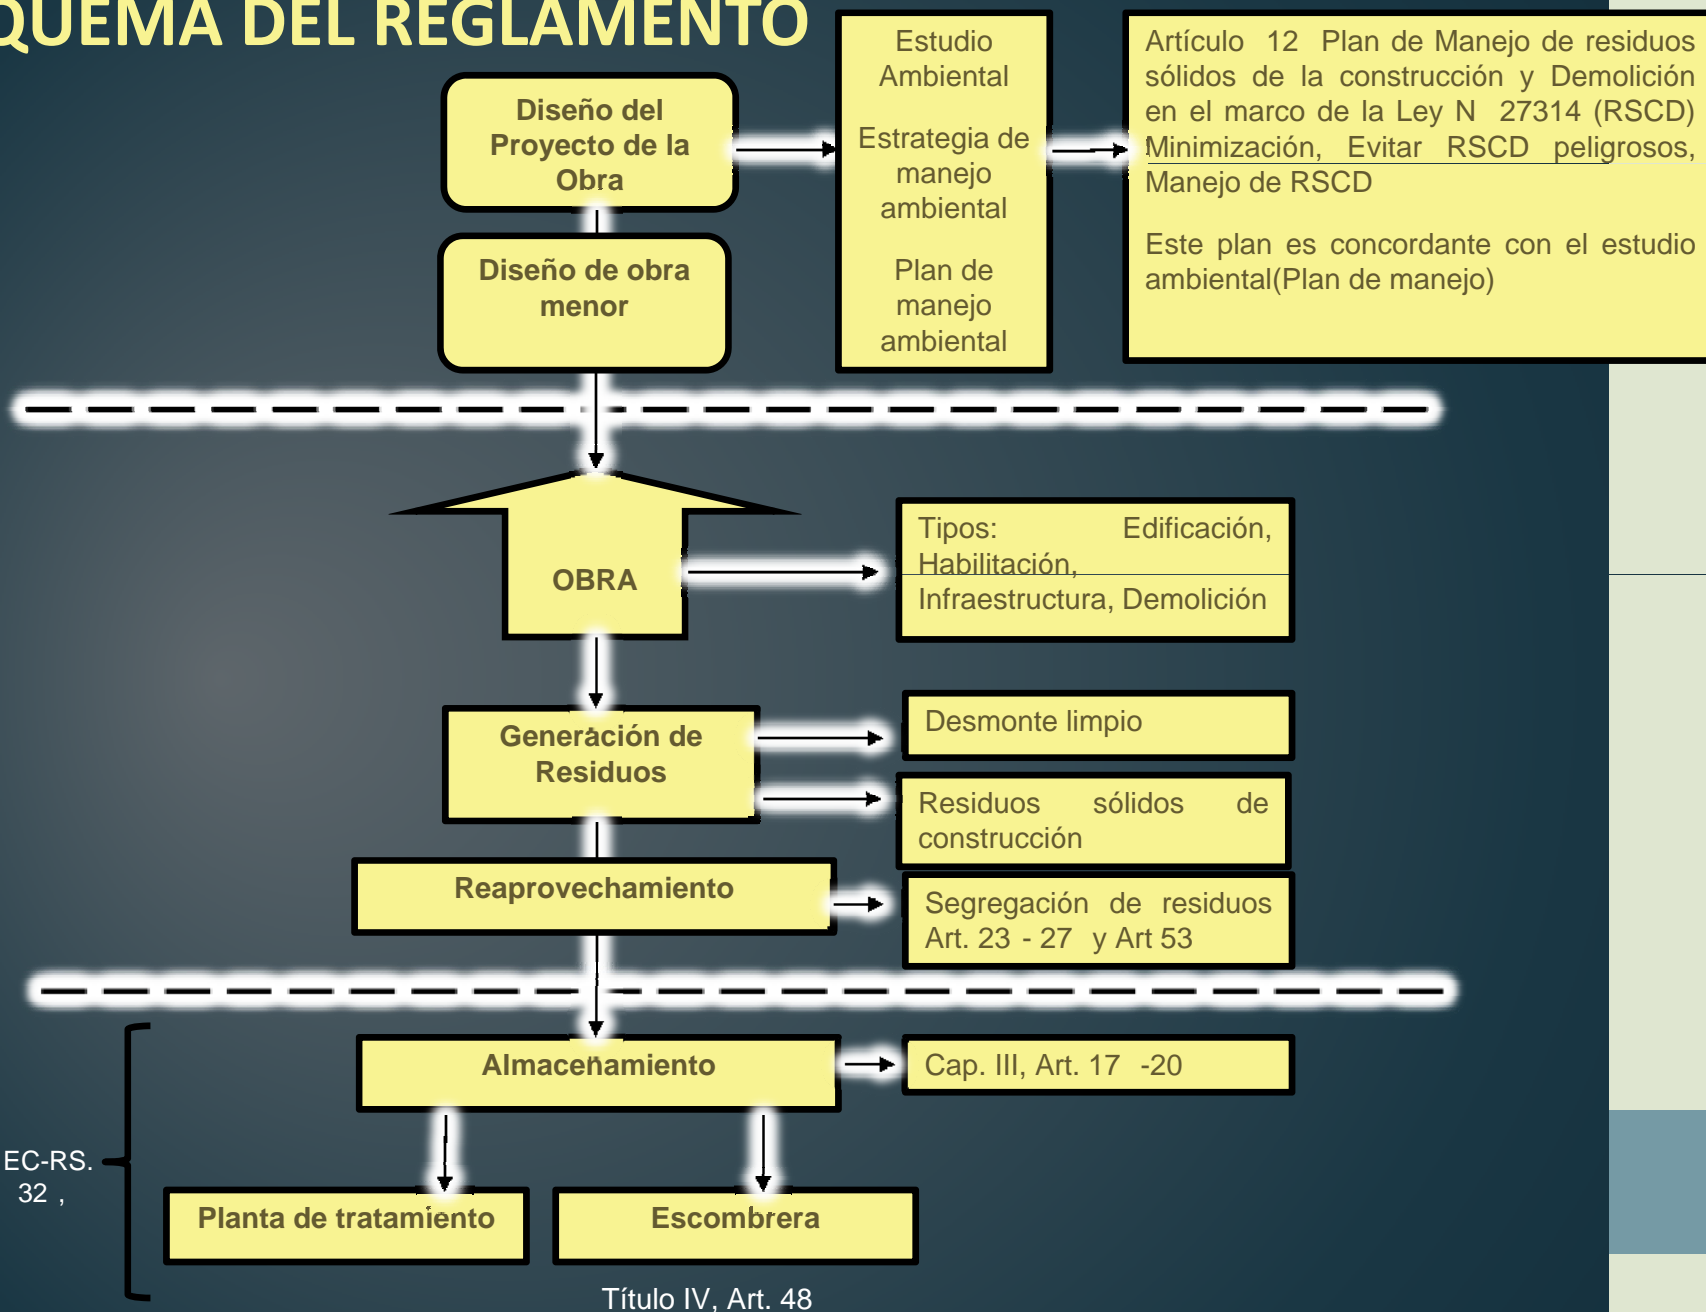 QUEMA DEL REGLAMENTO
Diseño del
Proyecto de la
Obra
Estudio
Ambiental
Estrategia de
manejo
ambiental
Plan de
manejo
ambiental
Artículo 12 Plan de Manejo de residuos
sólidos de la construcción y Demolición
en el marco de la Ley N 27314 (RSCD)
Minimización, Evitar RSCD peligrosos,
Manejo de RSCD
Este plan es concordante con el estudio
ambiental(Plan de manejo)
Diseño de obra
menor
OBRA
Tipos: Edificación,
Habilitación,
Infraestructura, Demolición
Generación de
Residuos
Desmonte limpio
Residuos sólidos de
construcción
Reaprovechamiento
Segregación de residuos
Art. 23 - 27 y Art 53
Almacenamiento
Cap. III, Art. 17 -20
EC-RS.
32 ,
Planta de tratamiento
Escombrera
Título IV, Art. 48